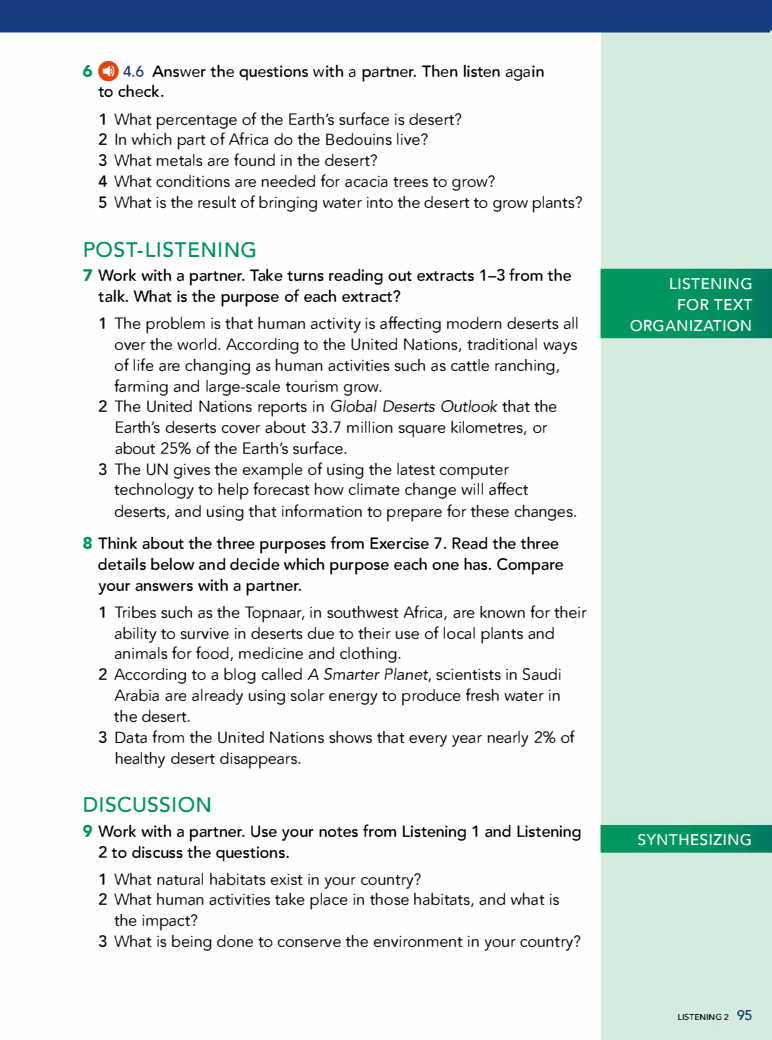 6 4.6 Answer the questions with a partner. Then listen again
to check.
1 What percentage of the Earth's surface is desert?
2 In which part of Africa do the Bedouins live?
3 What metals are found in the desert?
4 What conditions are needed for acacia trees to grow?
5 What is the result of bringing water into the desert to grow plants?
POST-LISTENING
7 Work with a partner. Take turns reading out extracts 1–3 from the
talk. What is the purpose of each extract?
LISTENING
FOR TEXT
ORGANIZATION
1 The problem is that human activity is affecting modern deserts all
over the world. According to the United Nations, traditional ways
of life are changing as human activities such as cattle ranching,
farming and large-scale tourism grow.
2 The United Nations reports in Global Deserts Outlook that the
Earth's deserts cover about 33.7 million square kilometres, or
about 25% of the Earth's surface.
3 The UN gives the example of using the latest computer
technology to help forecast how climate change will affect
deserts, and using that information to prepare for these changes.
8 Think about the three purposes from Exercise 7. Read the three
details below and decide which purpose each one has. Compare
your answers with a partner.
1 Tribes such as the Topnaar, in southwest Africa, are known for their
ability to survive in deserts due to their use of local plants and
animals for food, medicine and clothing.
2 According to a blog called A Smarter Planet, scientists in Saudi
Arabia are already using solar energy to produce fresh water in
the desert.
3 Data from the United Nations shows that every year nearly 2% of
healthy desert disappears.
DISCUSSION
9 Work with a partner. Use your notes from Listening 1 and Listening
2 to discuss the questions.
SYNTHESIZING
1 What natural habitats exist in your country?
2 What human activities take place in those habitats, and what is
the impact?
3 What is being done to conserve the environment in your country?
LISTENING 2 95